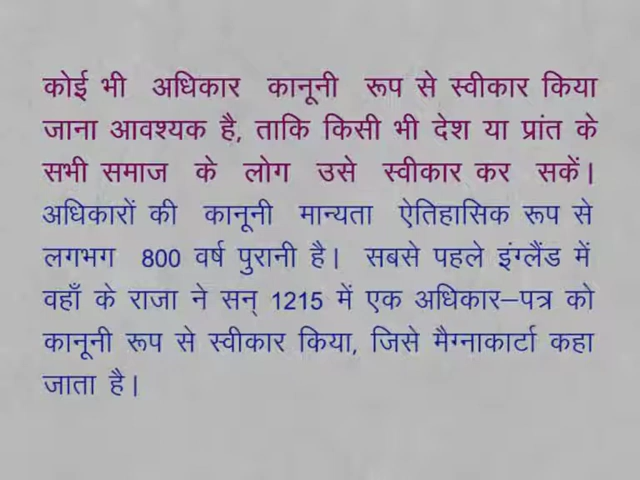 कोई भी अधिकार कानूनी रूप से स्वीकार किया
जाना आवश्यक है, ताकि किसी भी देश या प्रांत के
सभी समाज के लोग उसे स्वीकार कर सकें।
अधिकारों की कानूनी मान्यता ऐतिहासिक रूप से
लगभग 800 वर्ष पुरानी है। सबसे पहले इंग्लैंड में
वहाँ के राजा ने सन् 1215 में एक अधिकार–पत्र को
कानूनी रूप से स्वीकार किया, जिसे मैग्नाकार्टा कहा
जाता है।